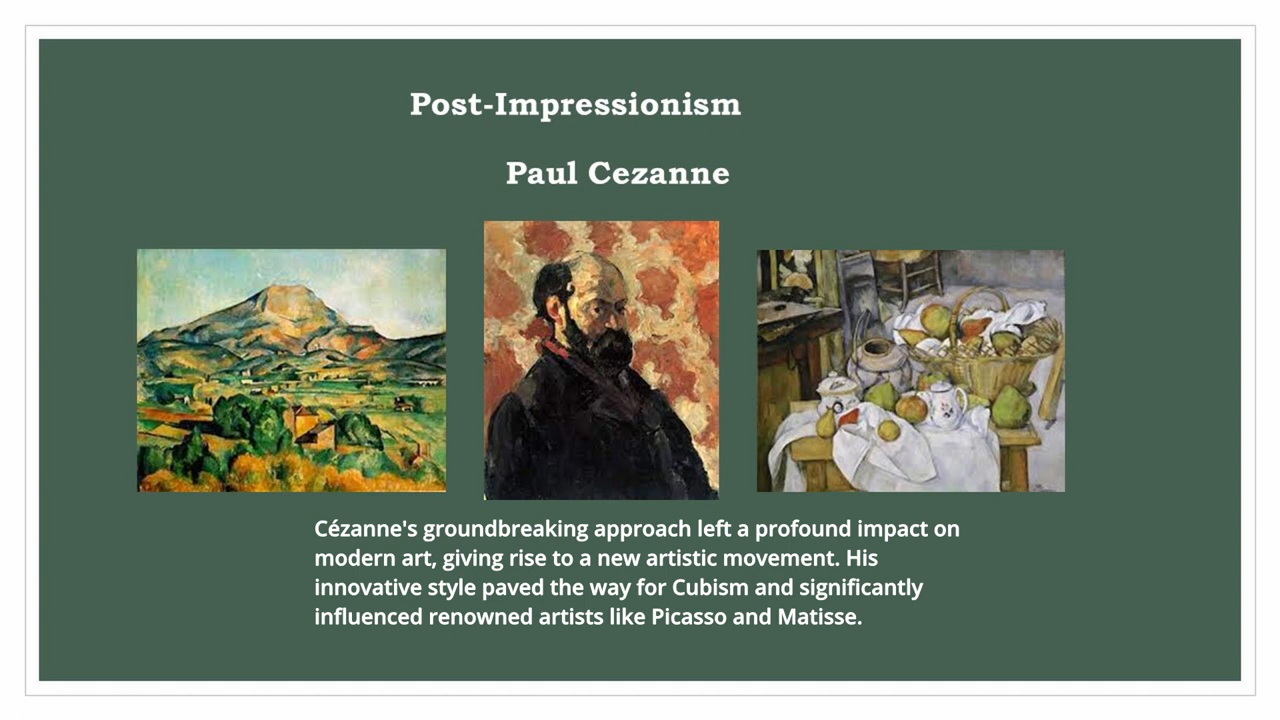 Post-Impressionism
Paul Cezanne
Cézanne's groundbreaking approach left a profound impact on
modern art, giving rise to a new artistic movement. His
innovative style paved the way for Cubism and significantly
influenced renowned artists like Picasso and Matisse.